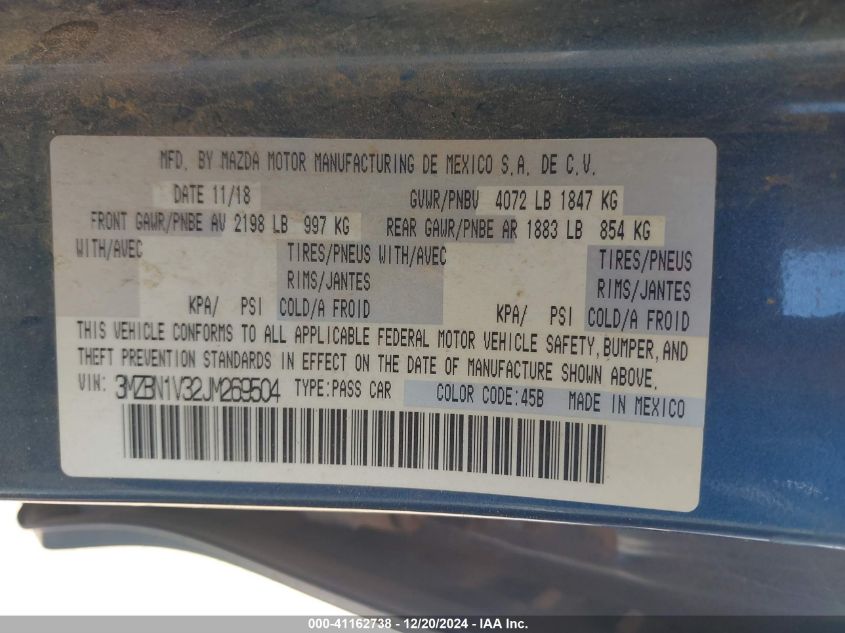 MFD. BY MAZDA MOTOR MANUFACTURING DE MEXICO S.A. DE C.V.
DATE 11/18 GVWR/PNBV 4072 LB 1847 KG
FRONT GAWR/PNBE AV 2198 LB 997 KG REAR GAWR/PNBE AR 1883 LB 854 KG
WITH/AVEC TIRES/PNEUS WITH/AVEC TIRES/PNEUS
RIMS/JANTES RIMS/JANTES
KPA/ PSI COLD/A FROID KPA/ PSI COLD/A FROID
THIS VEHICLE CONFORMS TO ALL APPLICABLE FEDERAL MOTOR VEHICLE SAFETY, BUMPER, AND
THEFT PREVENTION STANDARDS IN EFFECT ON THE DATE OF MANUFACTURE SHOWN ABOVE.
VIN: 3MZBN1V32JM269504 TYPE:PASS CAR COLOR CODE:45B MADE IN MEXICO
000-41162738 - 12/20/2024 - IAA Inc.